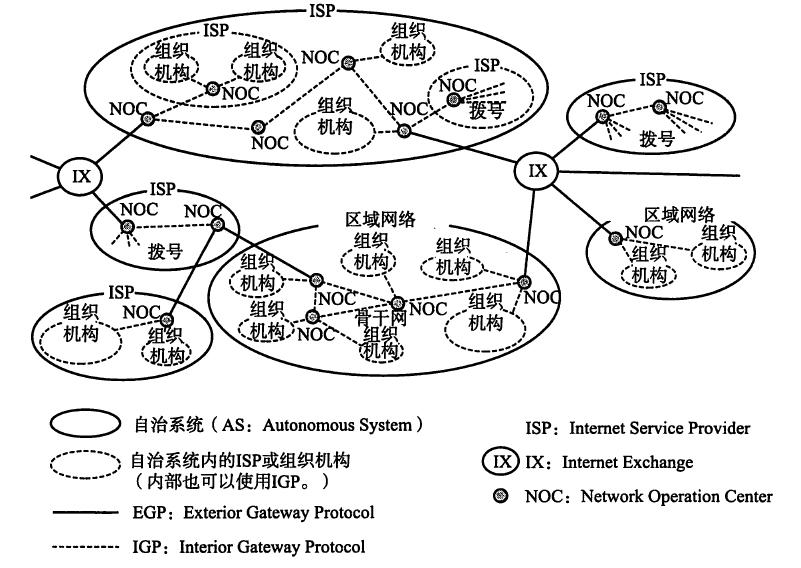 ISP
ISP
组织
机构
组织
机构
NOC
NOC
组织
机构
ISP
NOC
拨号
NOC
NOC
组织
机构
NOC
ISP
NOC
NOC
拨号
IX
IX
ISP
NOC
NOC
拨号
区域网络
组织
机构
组织
机构
组织
机构
NOC
组织
机构
NOC
骨干网
NOC
组织
机构
组织
机构
NOC
区域网络
NOC
组织
机构
组织
机构
ISP
组织
机构
NOC
组织
机构
自治系统（AS：Autonomous System）
自治系统内的ISP或组织机构
（内部也可以使用IGP。）
EGP：Exterior Gateway Protocol
IGP：Interior Gateway Protocol
ISP：Internet Service Provider
IX
IX：Internet Exchange
NOC：Network Operation Center